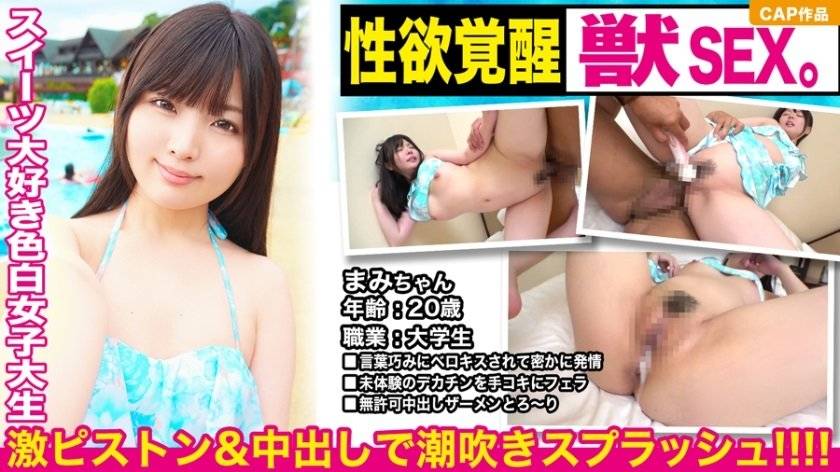 CAP作品
性欲覚醒 獣SEX。
スイーツ大好き色白女子大生
まみちゃん
年齢：20歳
職業：大学生
■言葉巧みにベロキスされて密かに発情
■未体験のデカチンを手コキにフェラ
■無許可中出しザーメンとろ～り
激ピストン&中出しで潮吹きスプラッシュ!!!!